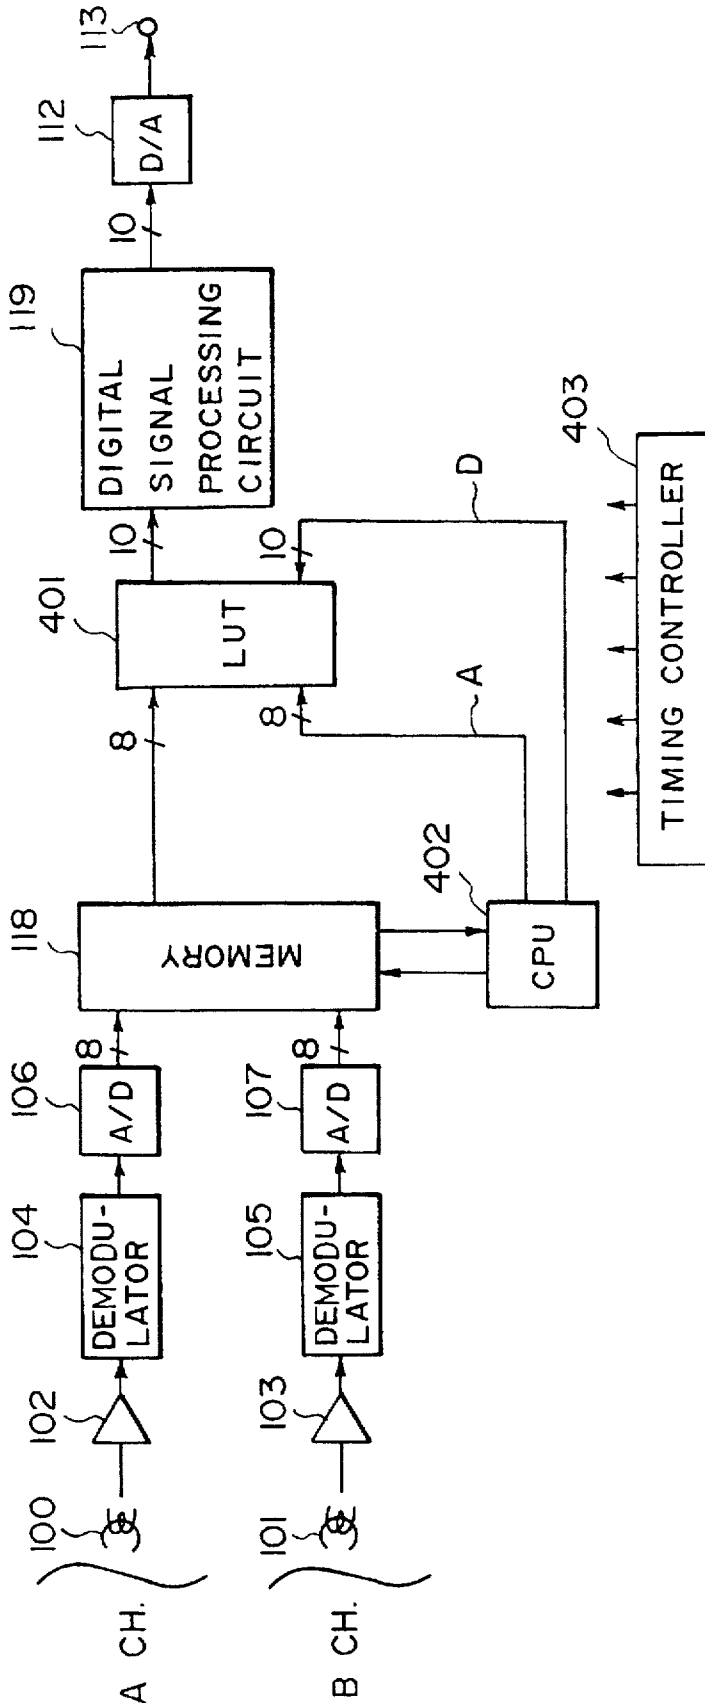 A CH.
100
102
104
DEMODU-
LATOR
106
A/D
8
118
MEMORY
8
401
LUT
10
119
DIGITAL
SIGNAL
PROCESSING
CIRCUIT
10
112
D/A
113
B CH.
101
103
105
DEMODU-
LATOR
107
A/D
8
402
CPU
8
A
10
D
403
TIMING CONTROLLER